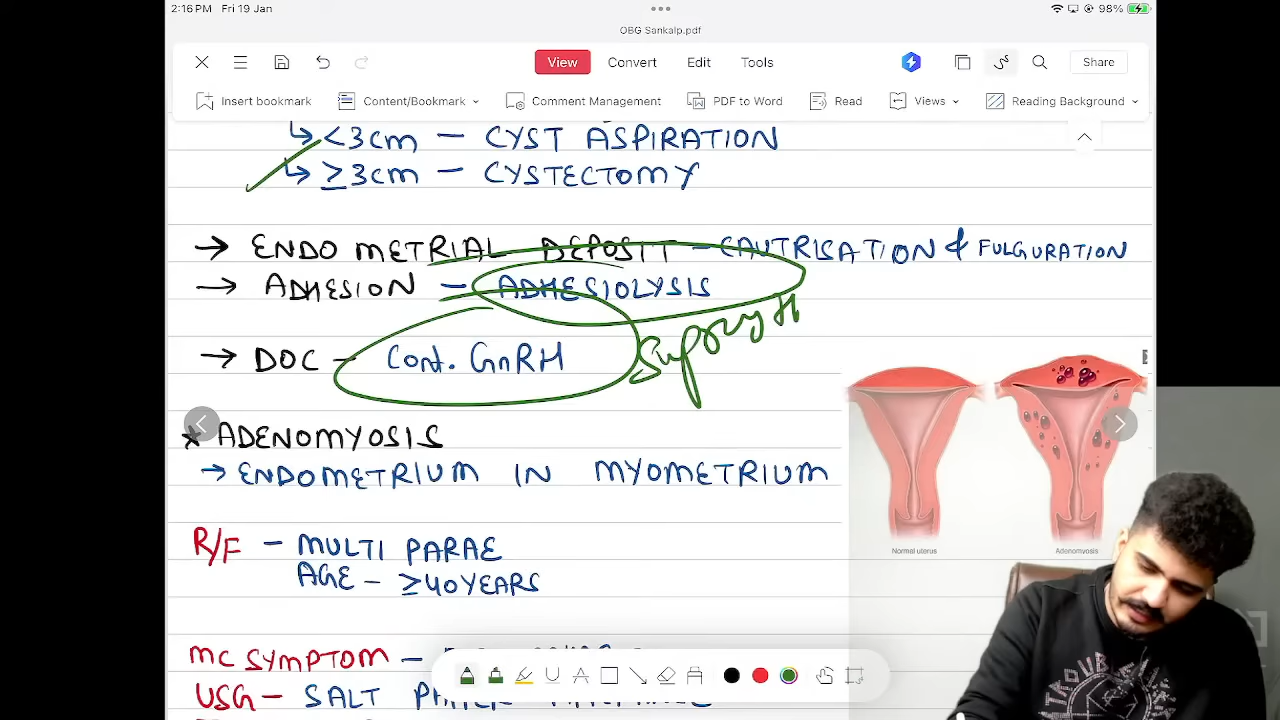 2:16 PM Fri 19 Jan
98%
OBG Sankalp.pdf
View Convert Edit Tools Share
Insert bookmark Content/Bookmark Comment Management PDF to Word Read Views Reading Background
↳ <3cm — CYST ASPIRATION
↳ ≥3cm — CYSTECTOMY
→ ENDOMETRIAL DEPOSIT - CAUTRISATION & FULGURATION
→ ADHESION — ADHESIOLYSIS
→ DOC - Cont. GnRH
* ADENOMYOSIS
→ ENDOMETRIUM IN MYOMETRIUM
Normal uterus
Adenomyosis
R/F - MULTI PARAE
AGE - ≥40YEARS
MC SYMPTOM -
USG - SALT